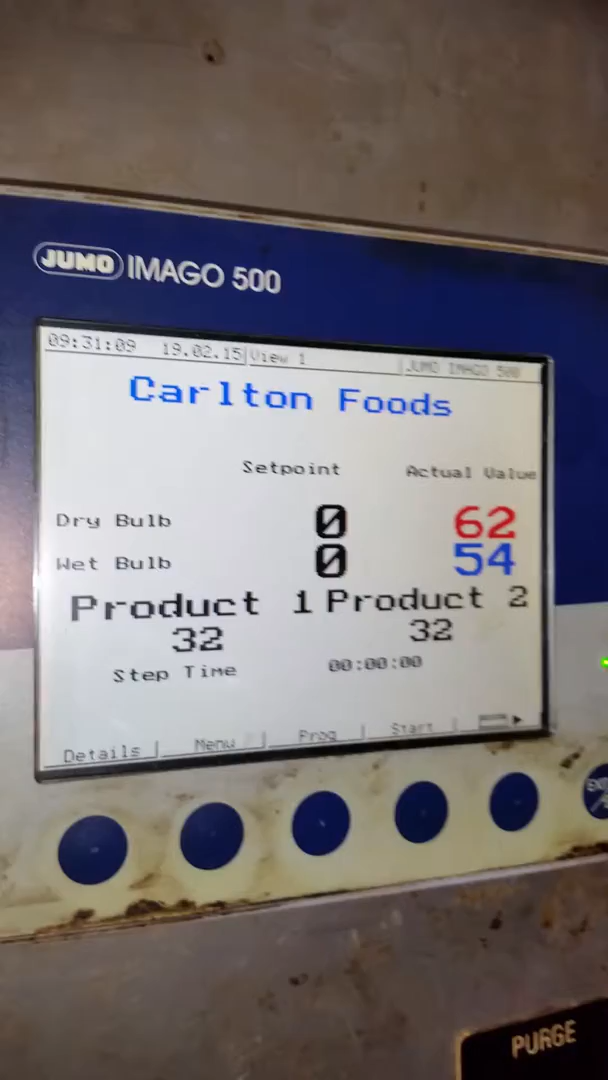 JUMO IMAGO 500
09:31:09 19.02.15 View 1 JUMO IMAGO 500
Carlton Foods
Setpoint Actual Value
Dry Bulb 0 62
Wet Bulb 0 54
Product 1 Product 2
32 32
Step Time 00:00:00
Details Menu Prog Start
PURGE